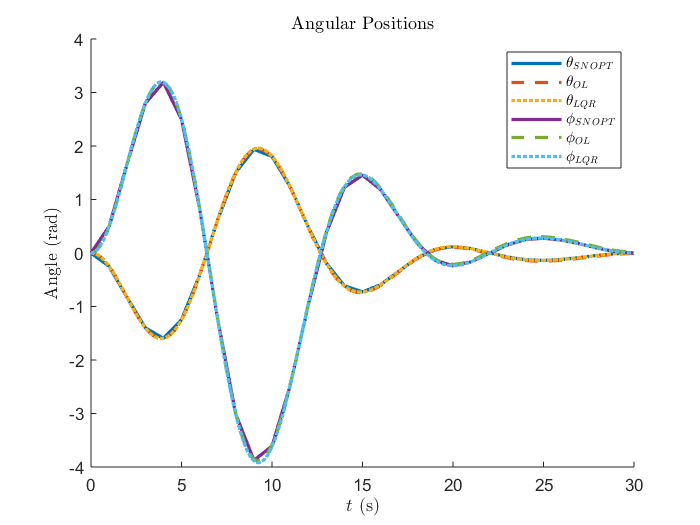 Angular Positions
θ_SNOPT
θ_OL
θ_LQR
ϕ_SNOPT
ϕ_OL
ϕ_LQR
4
3
2
1
0
-1
-2
-3
-4
Angle (rad)
0 5 10 15 20 25 30
t (s)